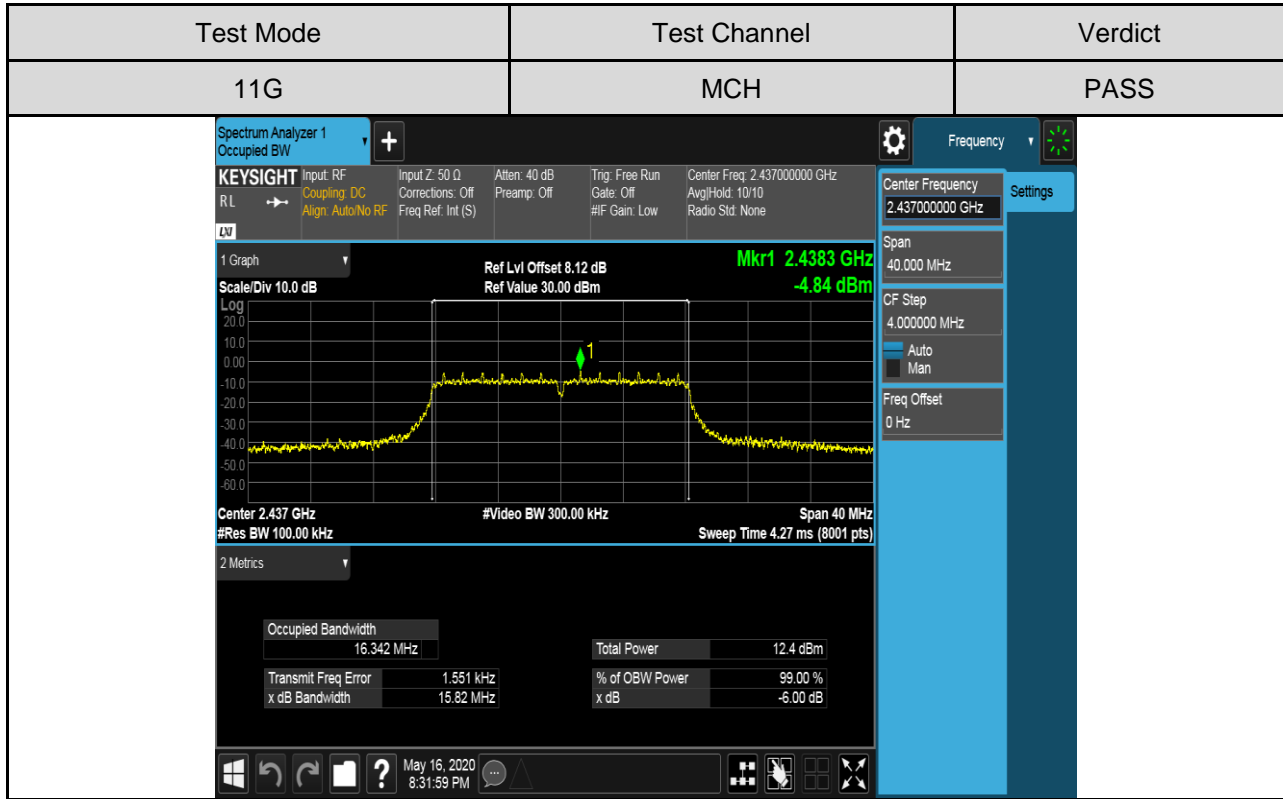 Test Mode Test Channel Verdict
11G MCH PASS
Spectrum Analyzer 1
Occupied BW
+
Frequency
KEYSIGHT Input: RF Input Z: 50 Ω Atten: 40 dB Trig: Free Run Center Freq: 2.437000000 GHz
RL Coupling: DC Corrections: Off Preamp: Off Gate: Off Avg|Hold: 10/10
Align: Auto/No RF Freq Ref: Int (S) #IF Gain: Low Radio Std: None
LXI
Center Frequency
2.437000000 GHz
Settings
Span
40.000 MHz
CF Step
4.000000 MHz
Auto
Man
Freq Offset
0 Hz
1 Graph Ref Lvl Offset 8.12 dB Mkr1 2.4383 GHz
Scale/Div 10.0 dB Ref Value 30.00 dBm -4.84 dBm
Log
20.0
10.0
0.00
-10.0
-20.0
-30.0
-40.0
-50.0
-60.0
1
Center 2.437 GHz #Video BW 300.00 kHz Span 40 MHz
#Res BW 100.00 kHz Sweep Time 4.27 ms (8001 pts)
2 Metrics
Occupied Bandwidth
16.342 MHz Total Power 12.4 dBm
Transmit Freq Error 1.551 kHz % of OBW Power 99.00 %
x dB Bandwidth 15.82 MHz x dB -6.00 dB
? May 16, 2020
8:31:59 PM